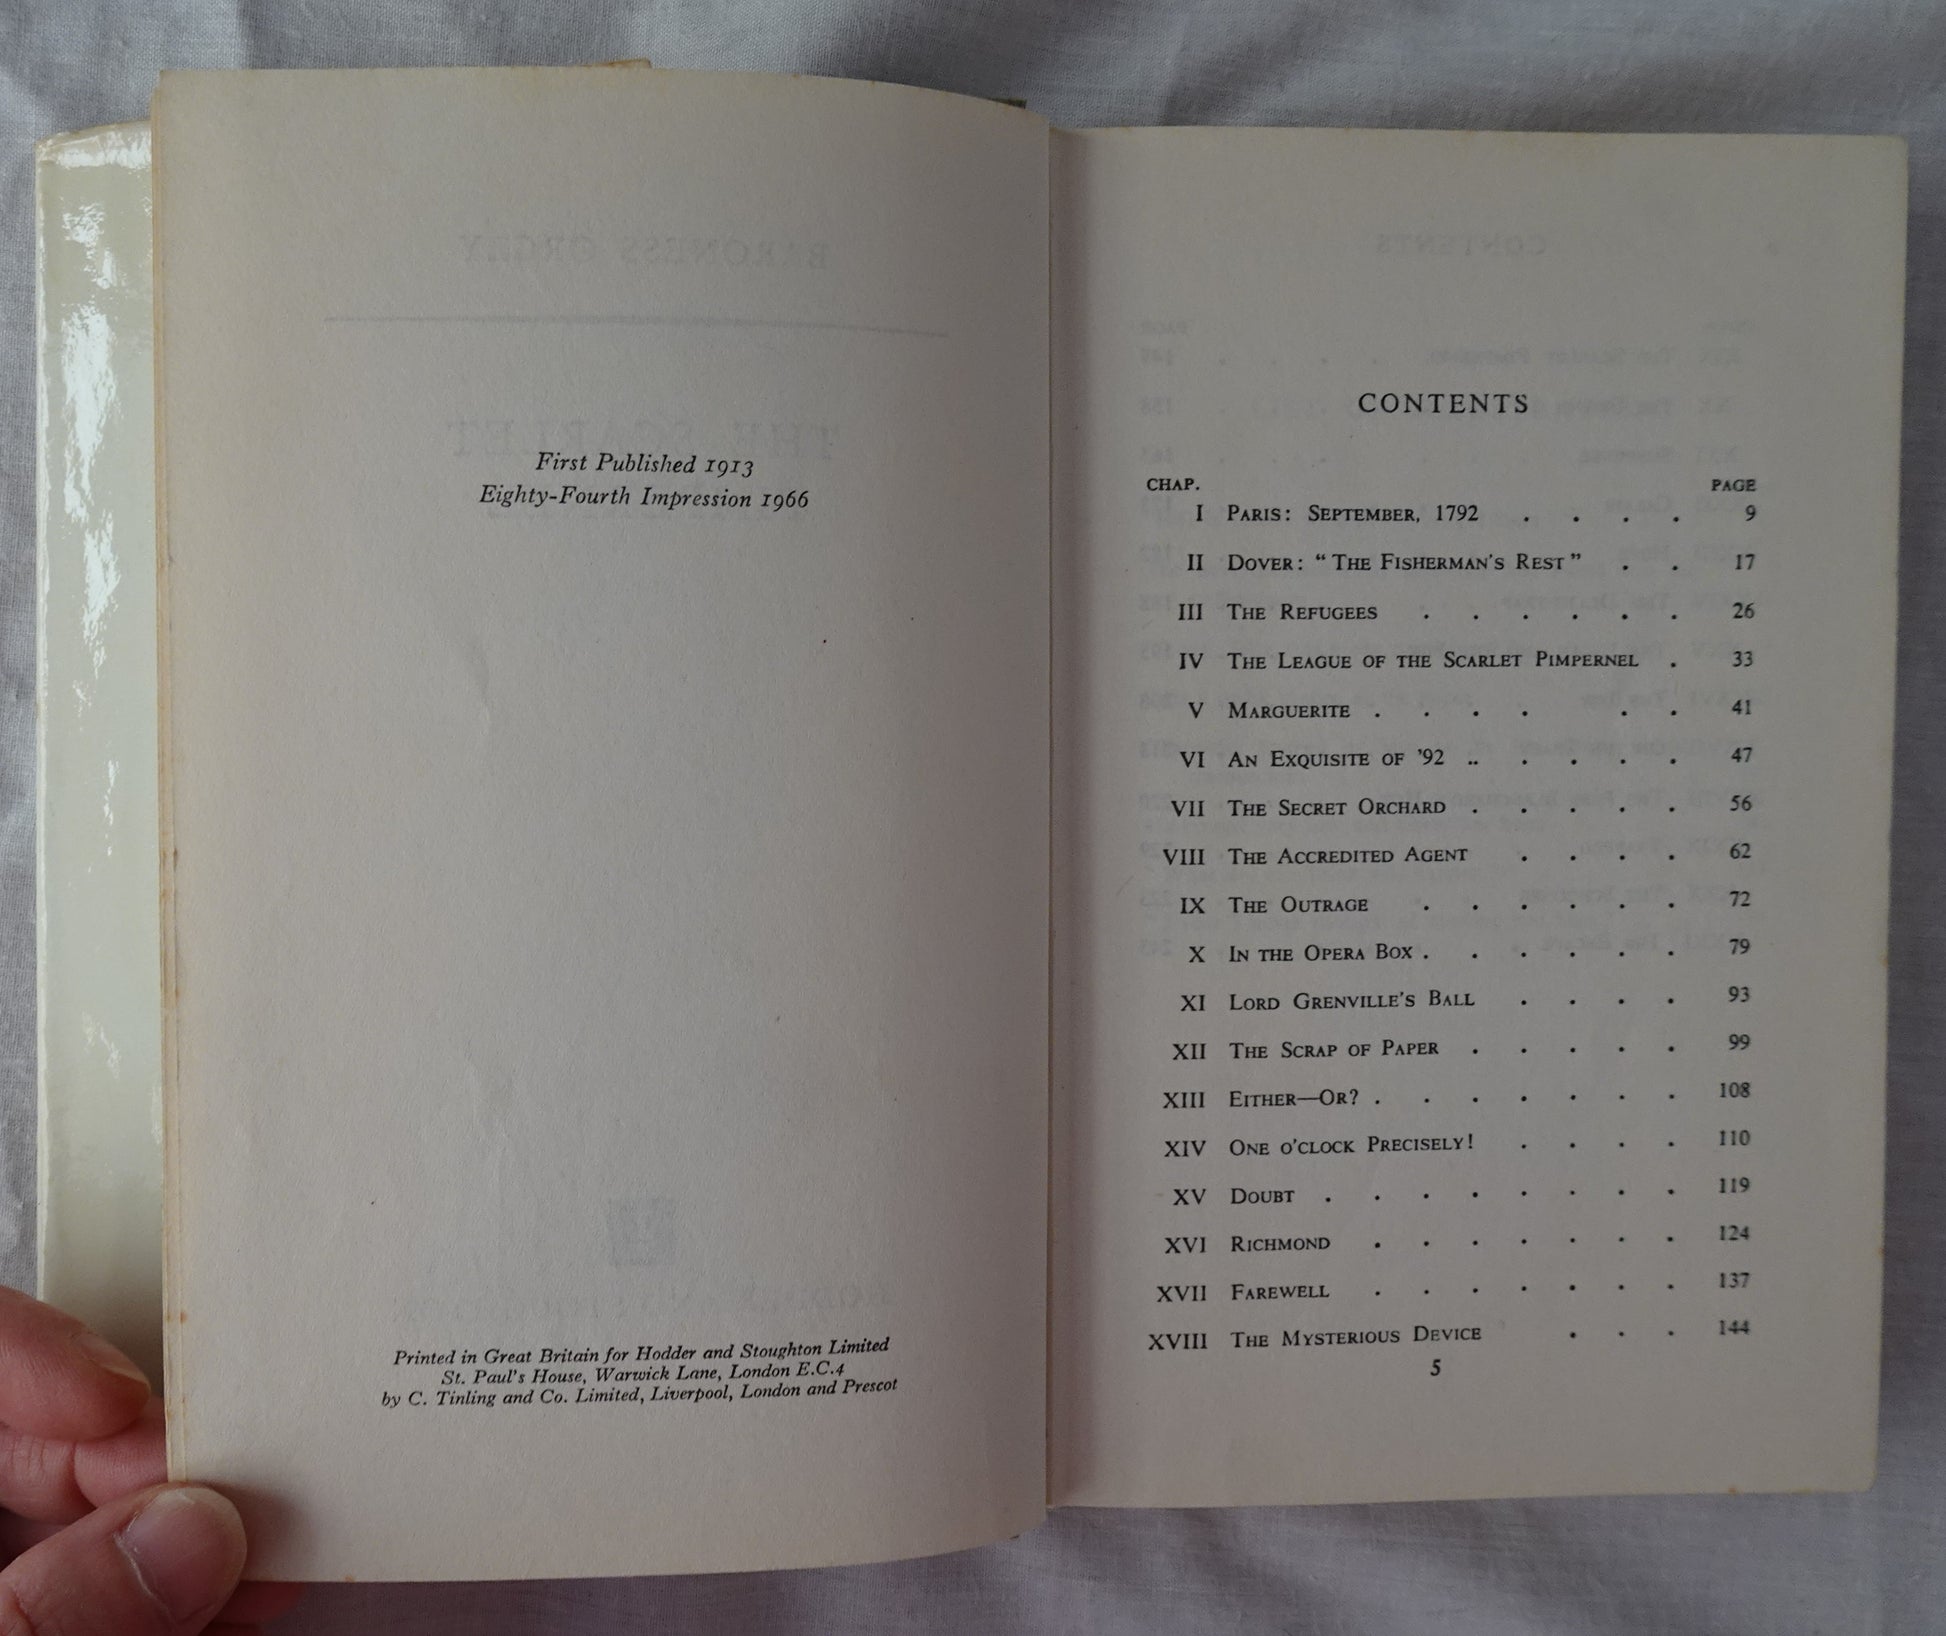 First Published 1913
Eighty-Fourth Impression 1966
Printed in Great Britain for Hodder and Stoughton Limited
St. Paul's House, Warwick Lane, London E.C.4
by C. Tinling and Co. Limited, Liverpool, London and Prescot
CONTENTS
CHAP. PAGE
I PARIS: SEPTEMBER, 1792 . . . . 9
II DOVER: "THE FISHERMAN'S REST" . . 17
III THE REFUGEES . . . . . . 26
IV THE LEAGUE OF THE SCARLET PIMPERNEL . 33
V MARGUERITE . . . . . . 41
VI AN EXQUISITE OF '92 .. . . . . 47
VII THE SECRET ORCHARD . . . . . 56
VIII THE ACCREDITED AGENT . . . . 62
IX THE OUTRAGE . . . . . . 72
X IN THE OPERA BOX . . . . . . 79
XI LORD GRENVILLE'S BALL . . . . 93
XII THE SCRAP OF PAPER . . . . . 99
XIII EITHER—OR? . . . . . . . 108
XIV ONE O'CLOCK PRECISELY! . . . . 110
XV DOUBT . . . . . . . . 119
XVI RICHMOND . . . . . . . 124
XVII FAREWELL . . . . . . . 137
XVIII THE MYSTERIOUS DEVICE . . . 144
5